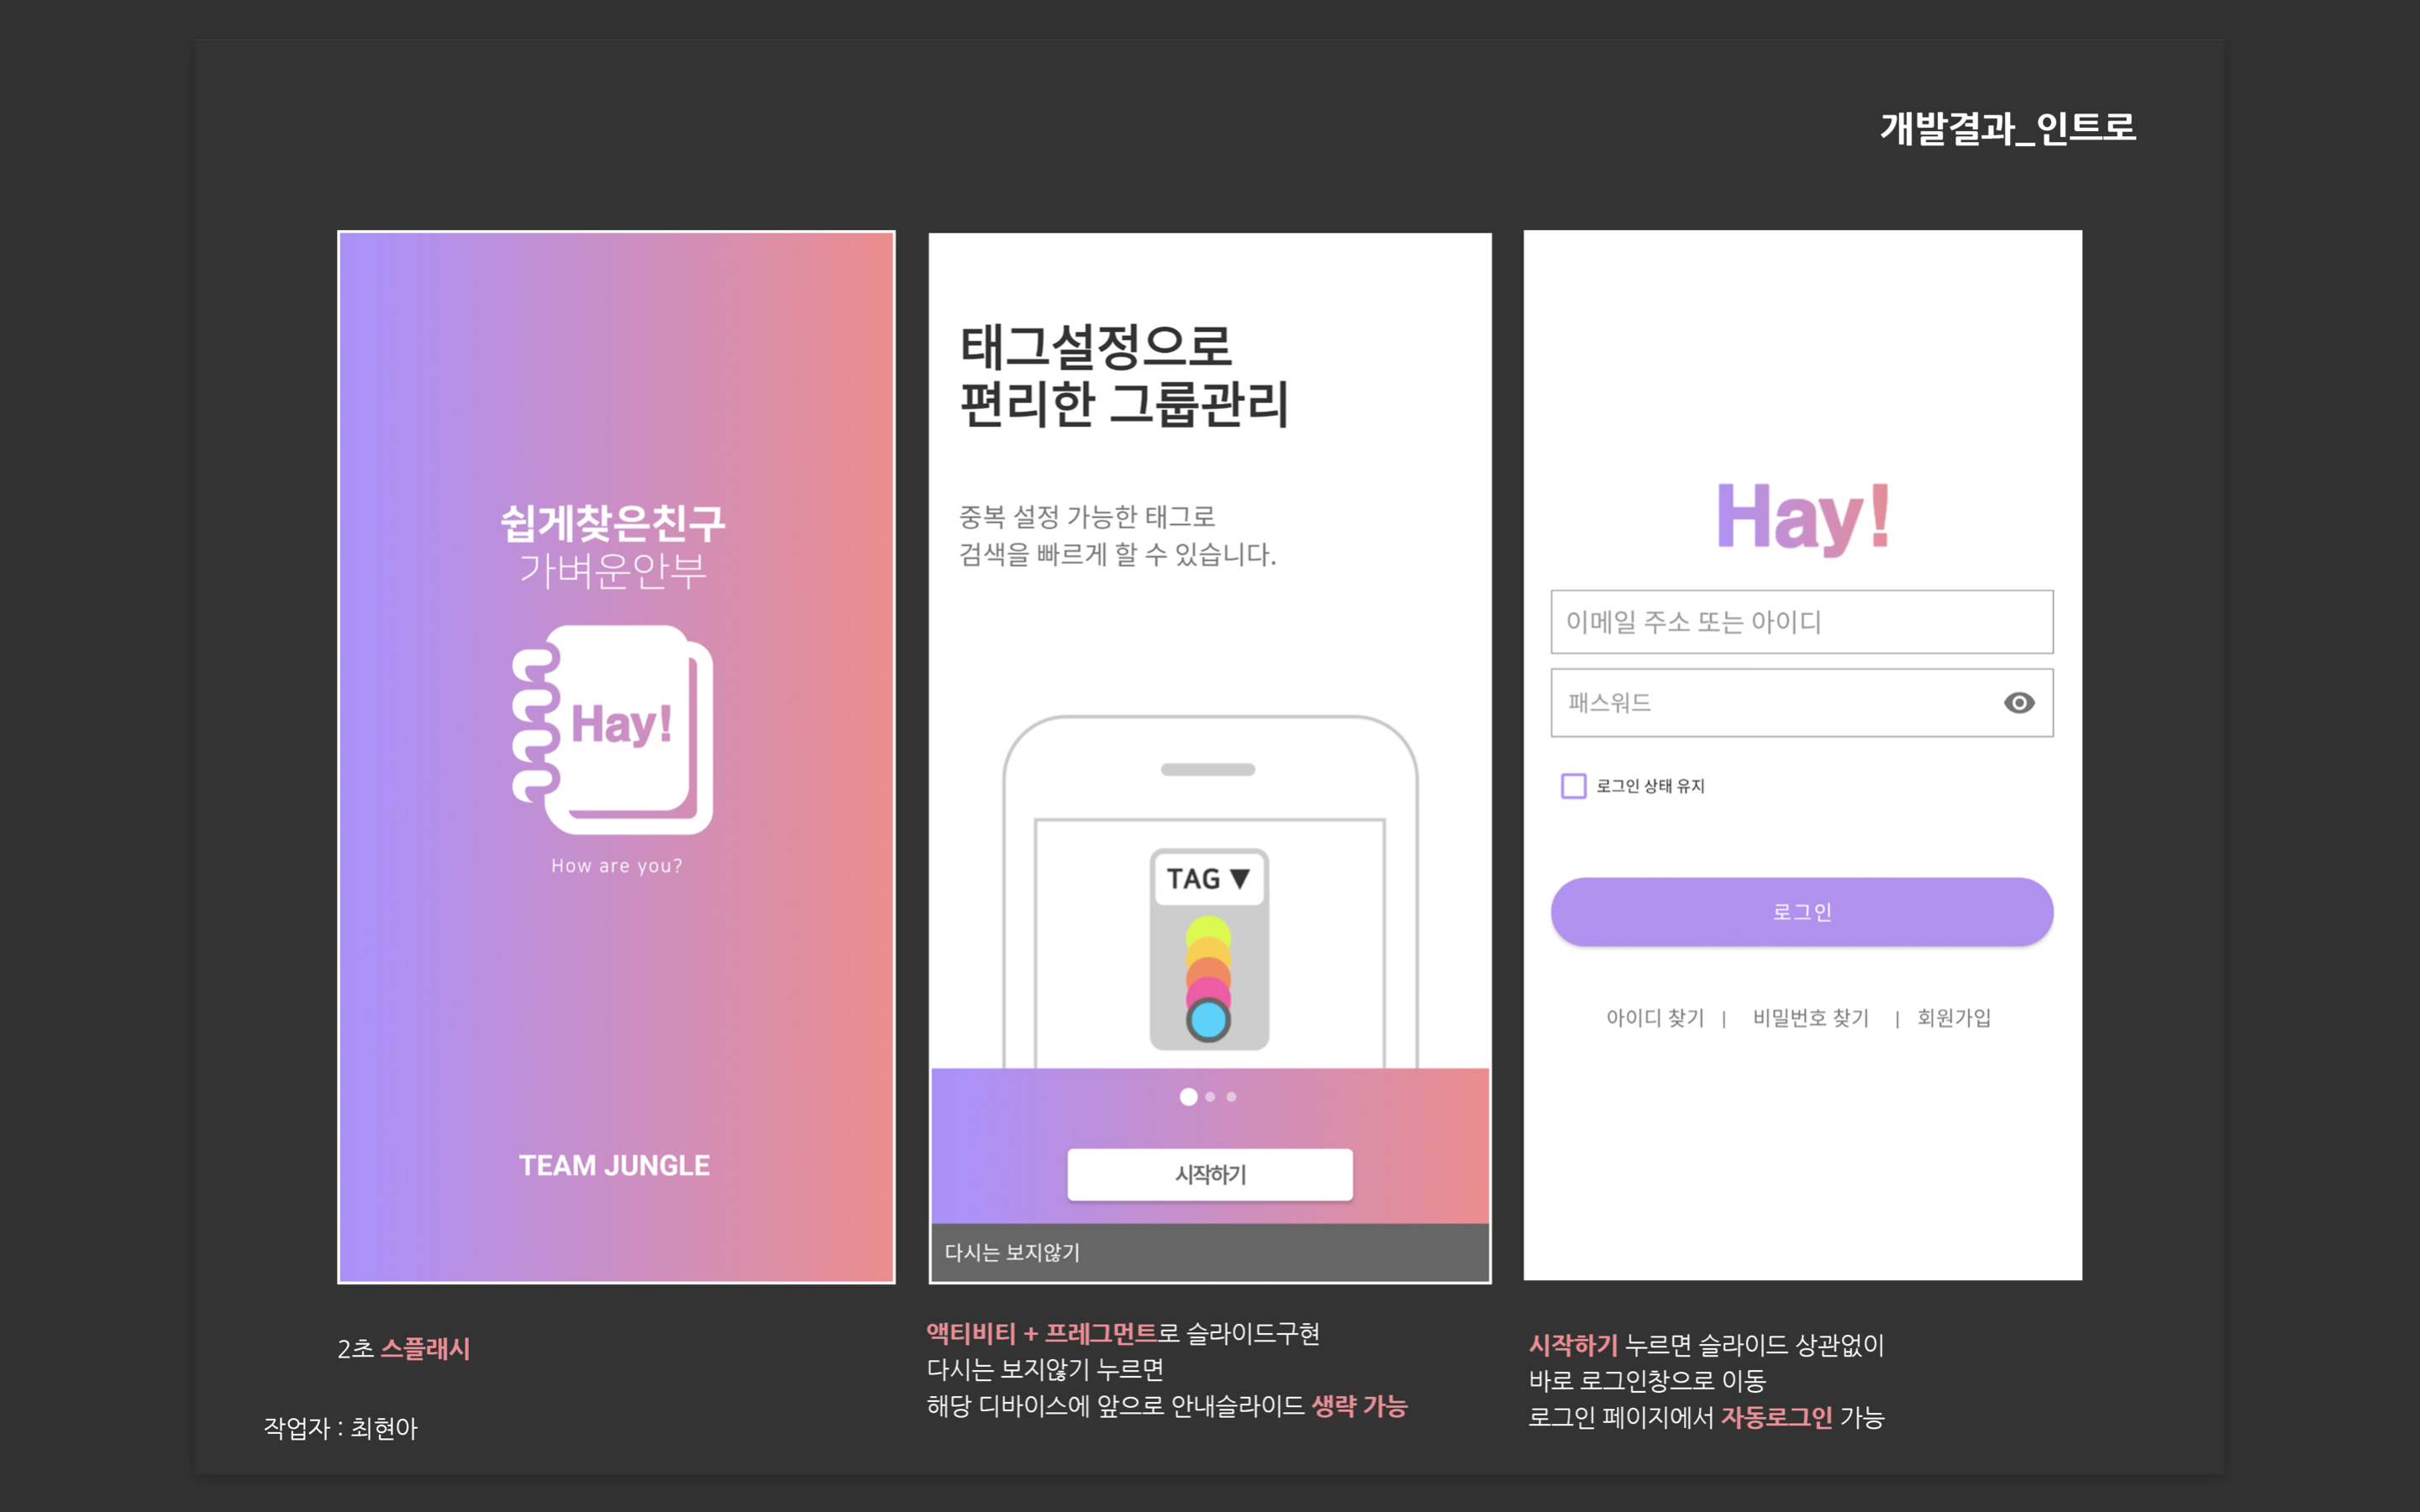 개발결과_인트로
쉽게찾은친구
가벼운안부
Hay!
How are you?
TEAM JUNGLE
2초 스플래시
작업자 : 최현아
태그설정으로
편리한 그룹관리
중복 설정 가능한 태그로
검색을 빠르게 할 수 있습니다.
TAG ▼
시작하기
다시는 보지않기
액티비티 + 프레그먼트로 슬라이드구현
다시는 보지않기 누르면
해당 디바이스에 앞으로 안내슬라이드 생략 가능
Hay!
이메일 주소 또는 아이디
패스워드
로그인 상태 유지
로그인
아이디 찾기 | 비밀번호 찾기 | 회원가입
시작하기 누르면 슬라이드 상관없이
바로 로그인창으로 이동
로그인 페이지에서 자동로그인 가능